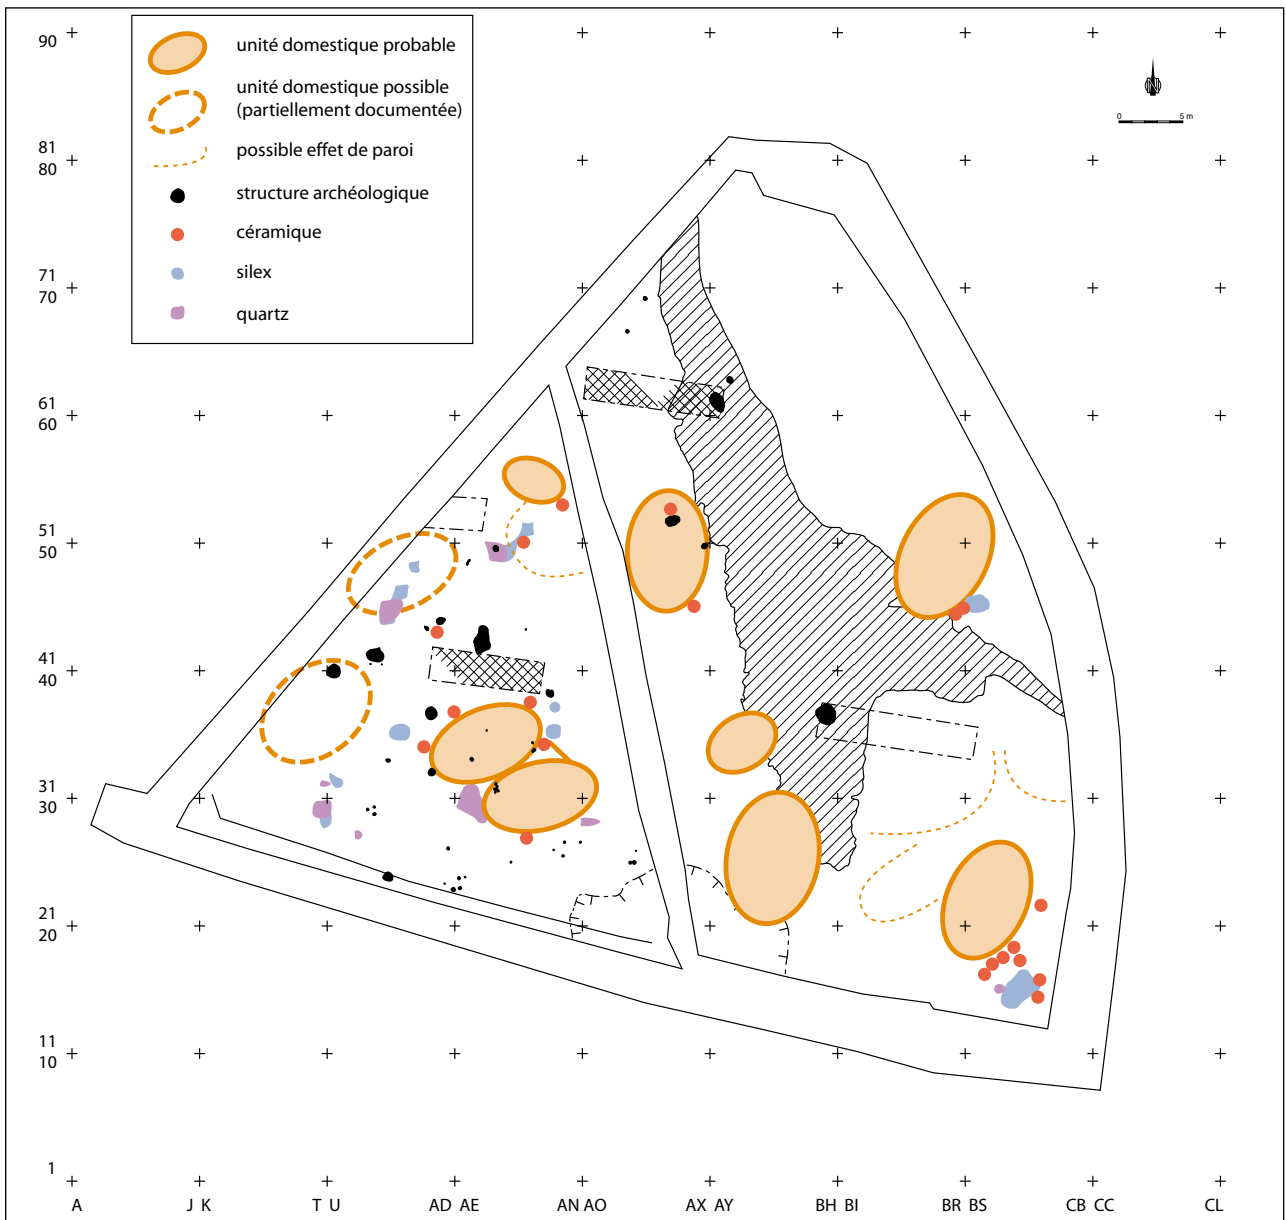 90
81
80
71
70
61
60
51
50
41
40
31
30
21
20
11
10
1
unité domestique probable
unité domestique possible
(partiellement documentée)
possible effet de paroi
structure archéologique
céramique
silex
quartz
N
0 5 m
A J K T U AD AE AN AO AX AY BH BI BR BS CB CC CL